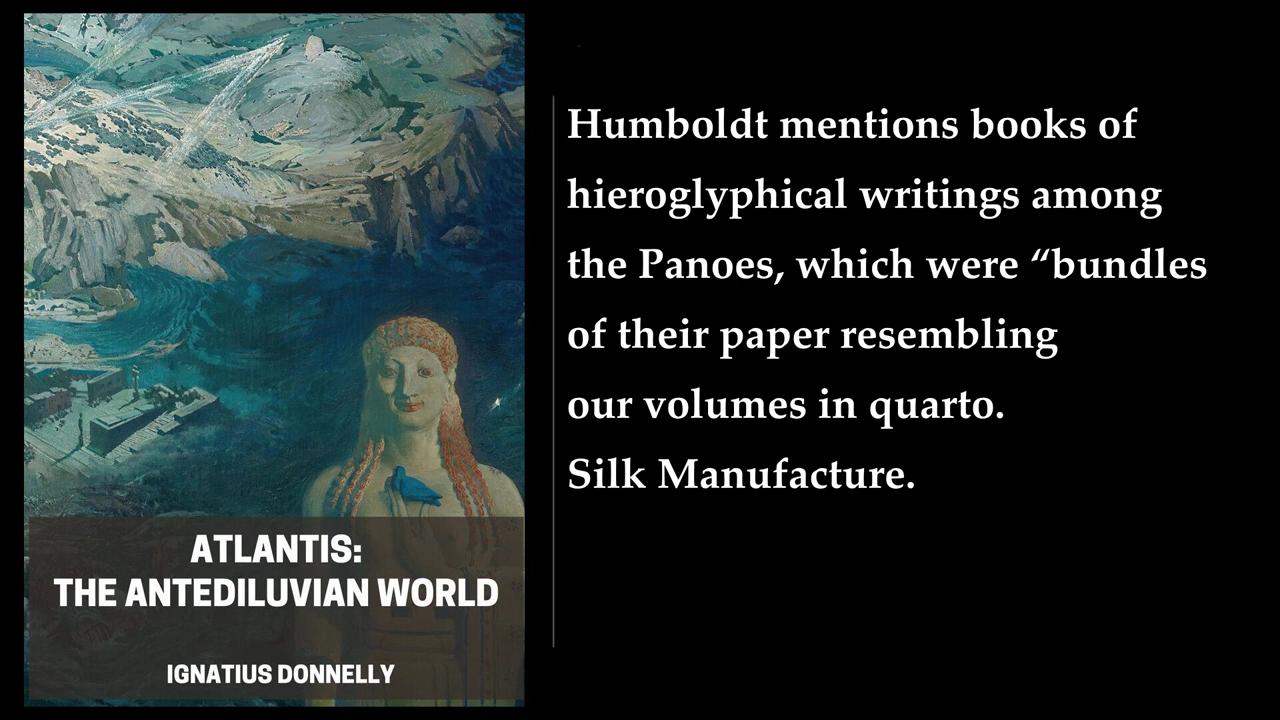 ATLANTIS:
THE ANTEDILUVIAN WORLD
IGNATIUS DONNELLY
Humboldt mentions books of
hieroglyphical writings among
the Panoes, which were “bundles
of their paper resembling
our volumes in quarto.
Silk Manufacture.